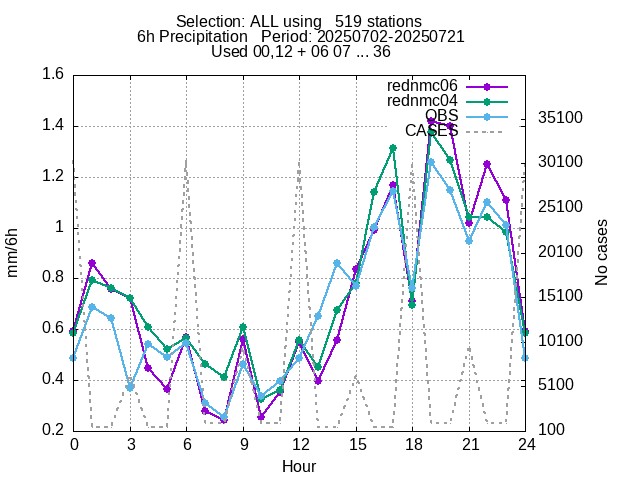 Selection: ALL using 519 stations
6h Precipitation Period: 20250702-20250721
Used 00,12 + 06 07 ... 36
rednmc06
rednmc04
OBS
CASES
mm/6h
1.6
1.4
1.2
1
0.8
0.6
0.4
0.2
35100
30100
25100
20100
15100
10100
5100
100
No cases
0 3 6 9 12 15 18 21 24
Hour